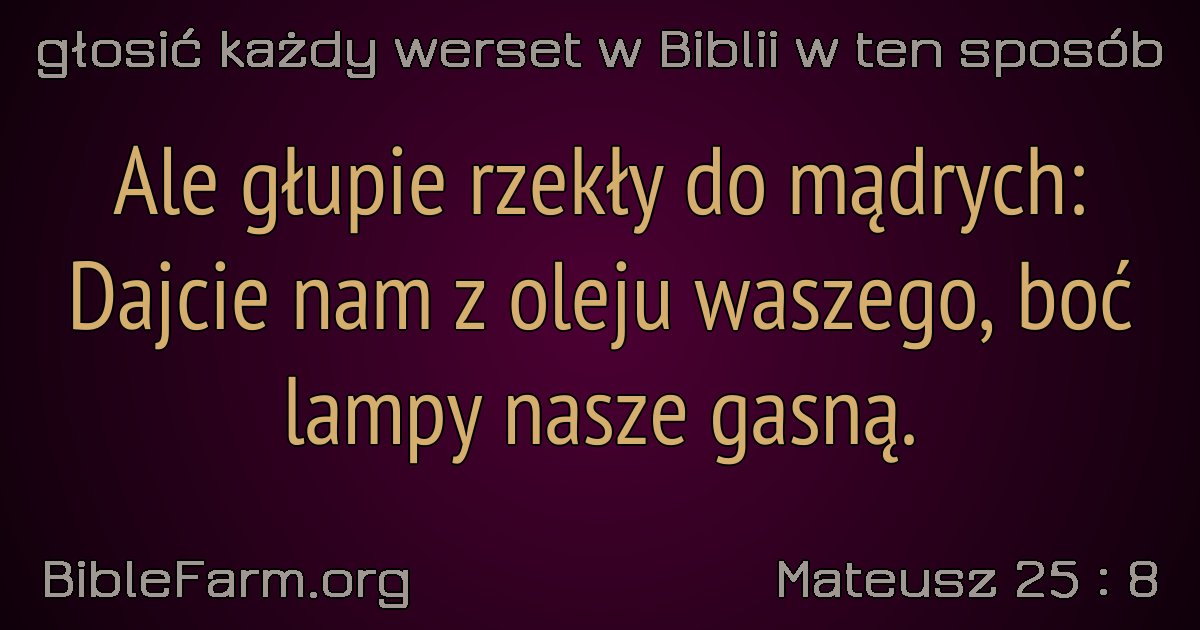 głosić każdy werset w Biblii w ten sposób
Ale głupie rzekły do mądrych:
Dajcie nam z oleju waszego, boć
lampy nasze gasną.
BibleFarm.org
Mateusz 25 : 8